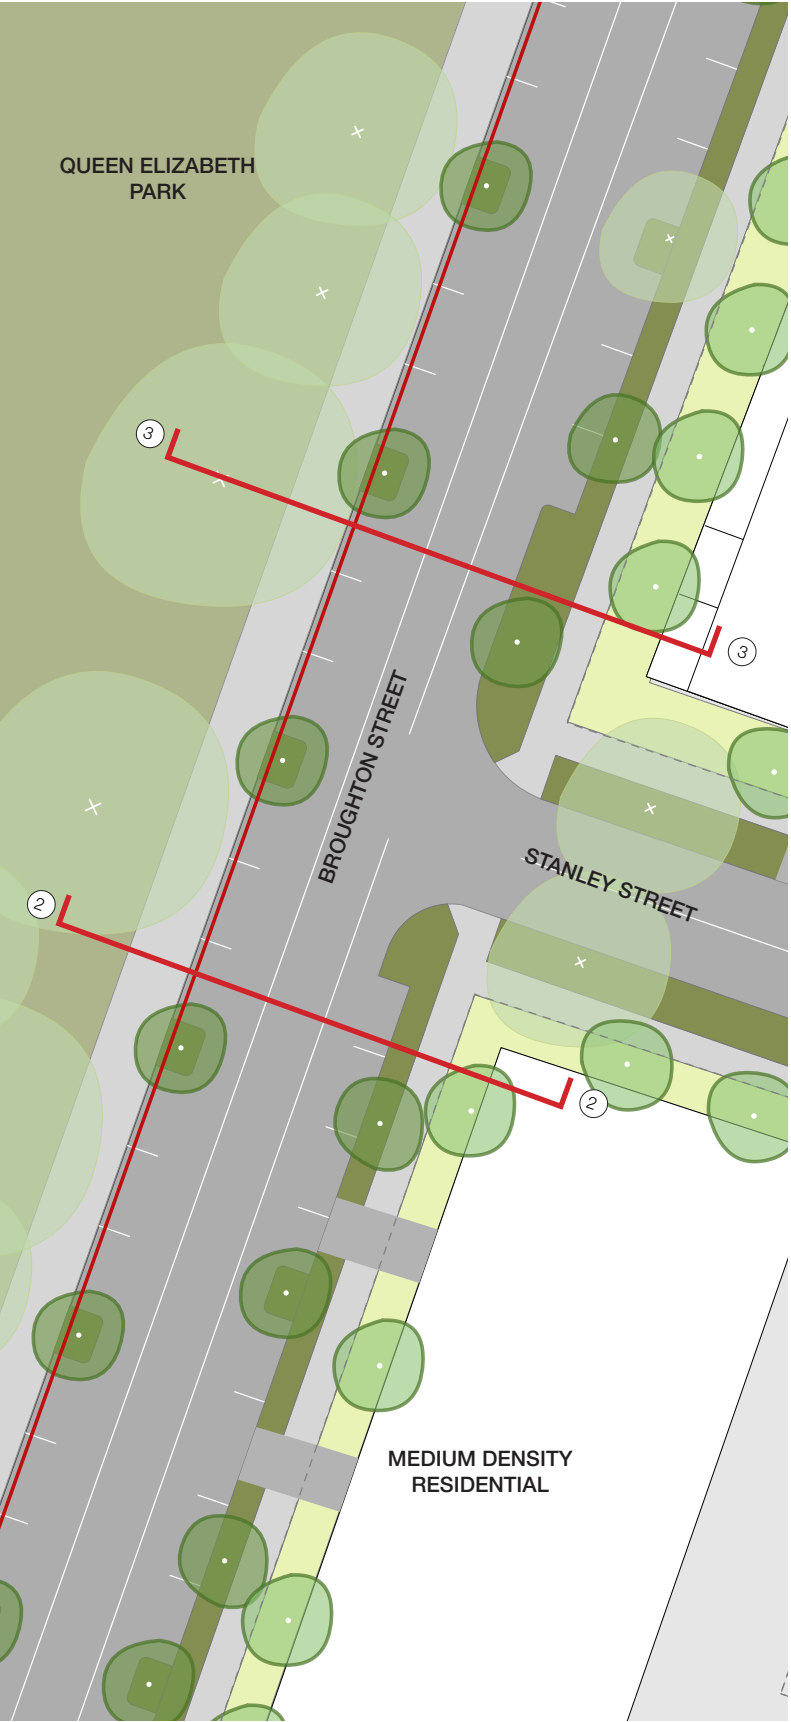 QUEEN ELIZABETH
PARK
3
3
BROUGHTON STREET
STANLEY STREET
2
2
MEDIUM DENSITY
RESIDENTIAL